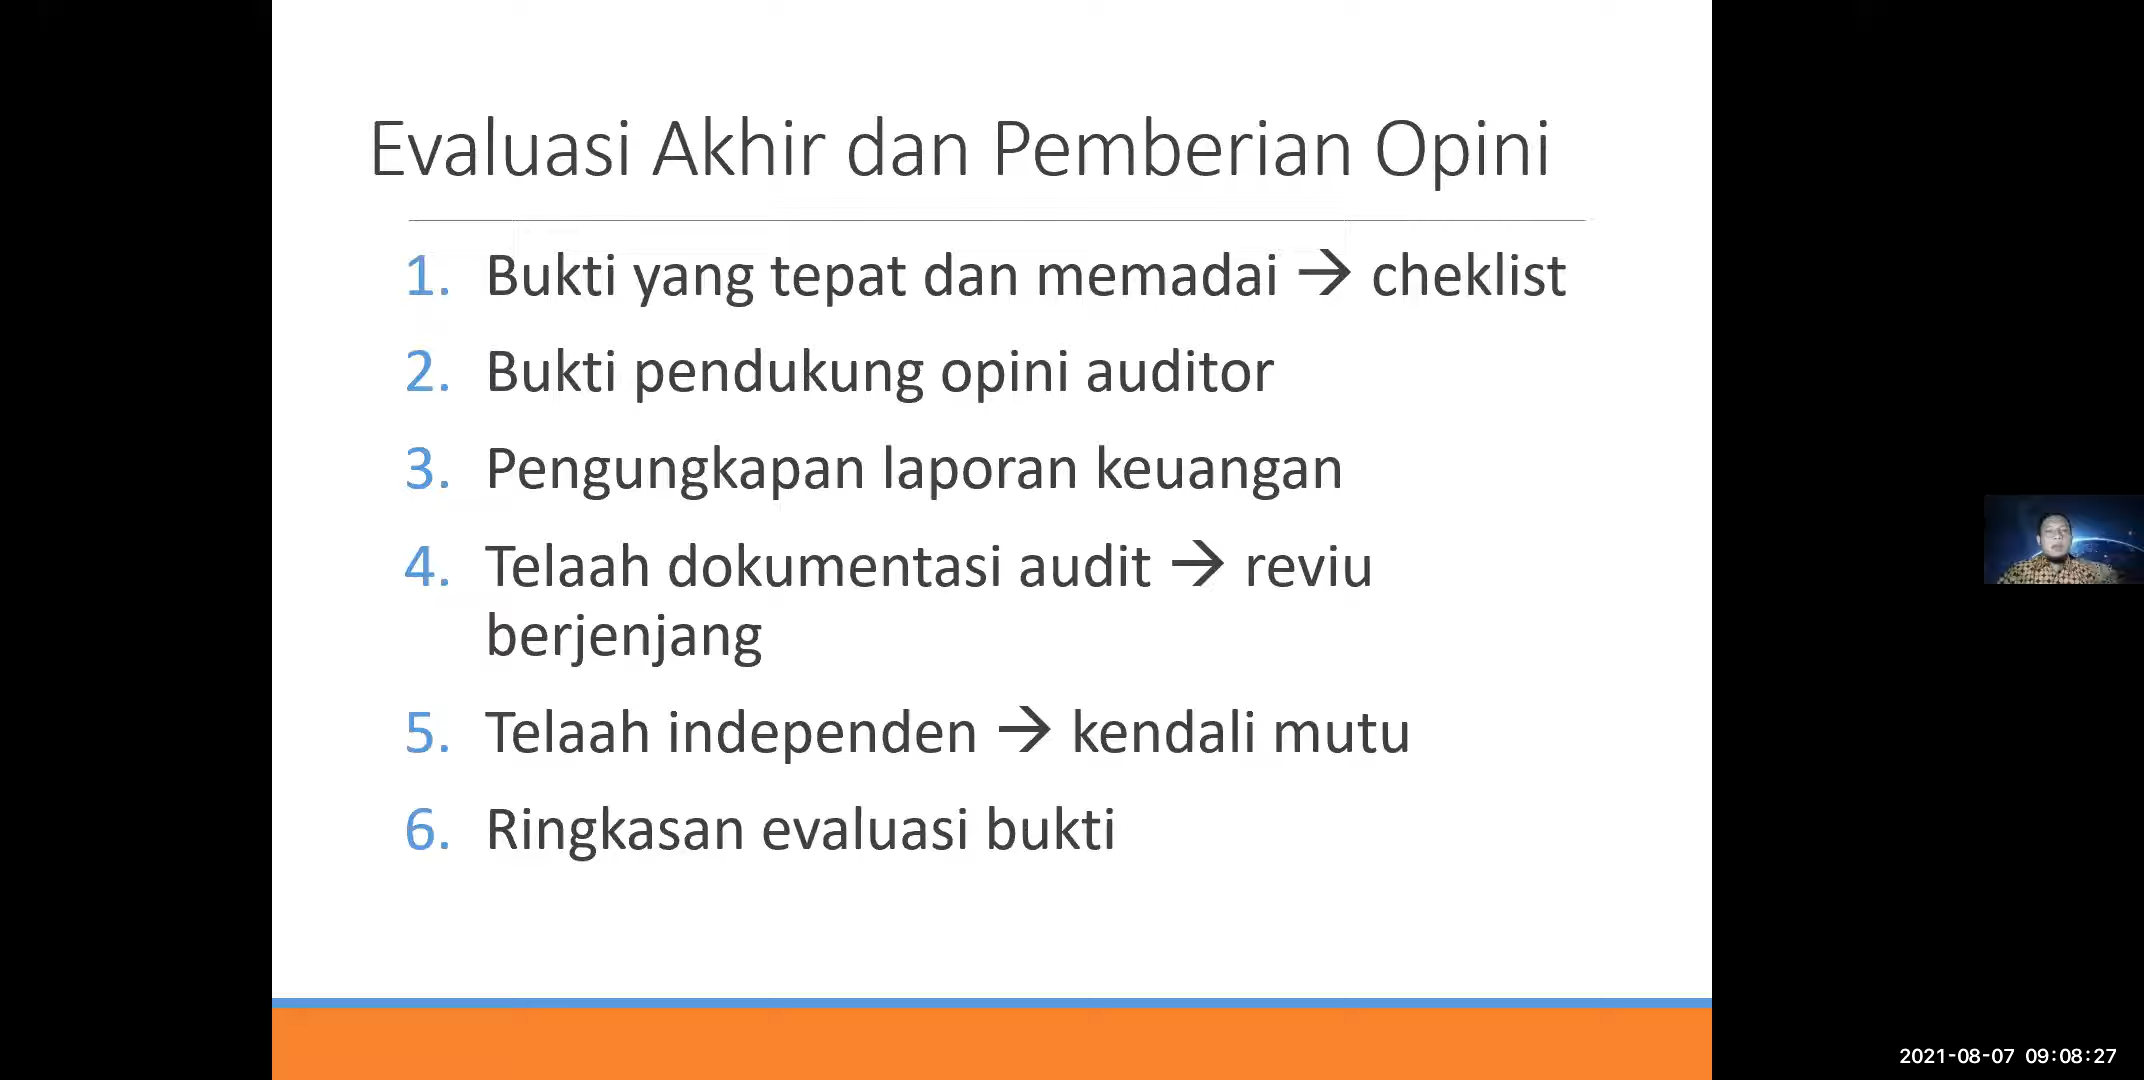 Evaluasi Akhir dan Pemberian Opini
1. Bukti yang tepat dan memadai → cheklist
2. Bukti pendukung opini auditor
3. Pengungkapan laporan keuangan
4. Telaah dokumentasi audit → reviu
berjenjang
5. Telaah independen → kendali mutu
6. Ringkasan evaluasi bukti
2021-08-07 09:08:27